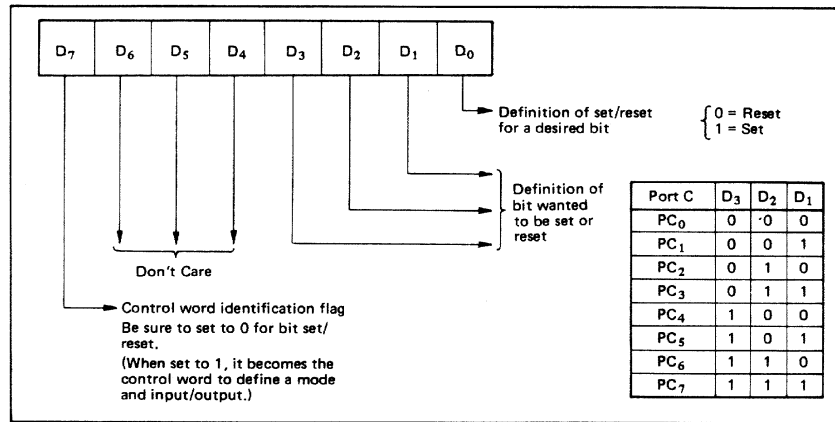 D7 D6 D5 D4 D3 D2 D1 D0
Definition of set/reset
for a desired bit
0 = Reset
1 = Set
Definition of
bit wanted
to be set or
reset
Don't Care
Control word identification flag
Be sure to set to 0 for bit set/
reset.
(When set to 1, it becomes the
control word to define a mode
and input/output.)
Port C D3 D2 D1
PC0 0 0 0
PC1 0 0 1
PC2 0 1 0
PC3 0 1 1
PC4 1 0 0
PC5 1 0 1
PC6 1 1 0
PC7 1 1 1